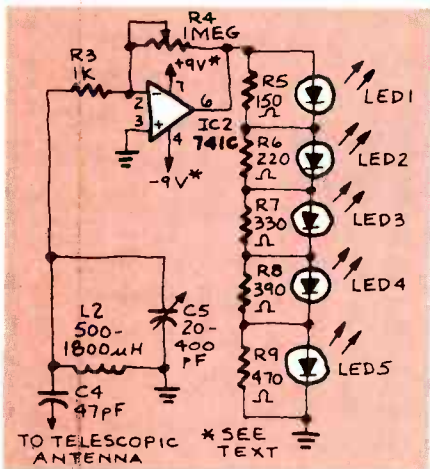 R4
1MEG
R3
1K
+9V*
7
2
-
6
3
+
4
IC2
741C
-9V*
R5
150
Ω
LED1
R6
220
Ω
LED2
R7
330
Ω
LED3
R8
390
Ω
LED4
R9
470
Ω
LED5
L2
500-
1800µH
C5
20-
400
PF
C4
47PF
TO TELESCOPIC
ANTENNA
* SEE
TEXT